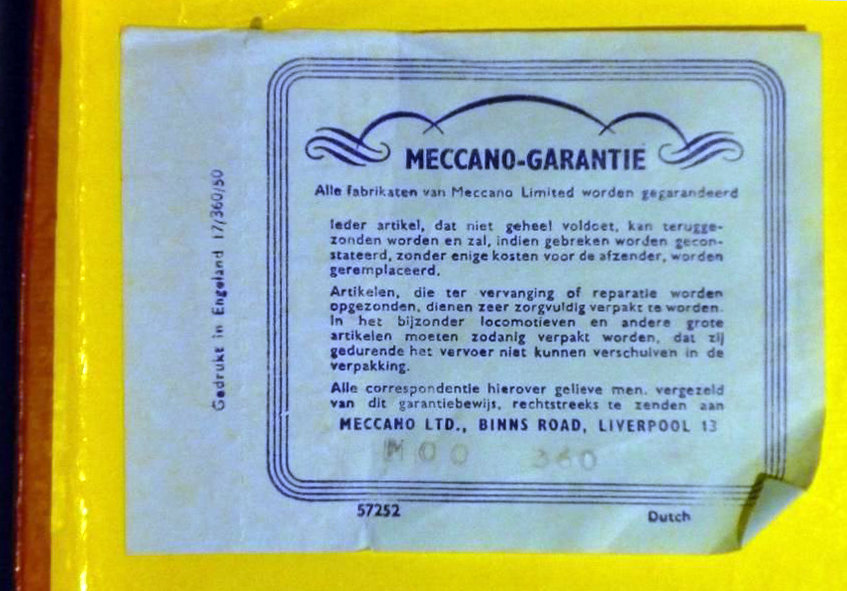 MECCANO-GARANTIE
Alle fabrikaten van Meccano Limited worden gegarandeerd
Ieder artikel, dat niet geheel voldoet, kan terugge-
zonden worden en zal, indien gebreken worden gecon-
stateerd, zonder enige kosten voor de afzender, worden
geremplaceerd.
Artikelen, die ter vervanging of reparatie worden
opgezonden, dienen zeer zorgvuldig verpakt te worden.
In het bijzonder locomotieven en andere grote
artikelen moeten zodanig verpakt worden, dat zij
gedurende het vervoer niet kunnen verschuiven in de
verpakking.
Alle correspondentie hierover gelieve men, vergezeld
van dit garantiebewijs, rechtstreeks te zenden aan
MECCANO LTD., BINNS ROAD, LIVERPOOL 13
MOO 360
57252
Dutch
Gedrukt in Engeland 17/360/50